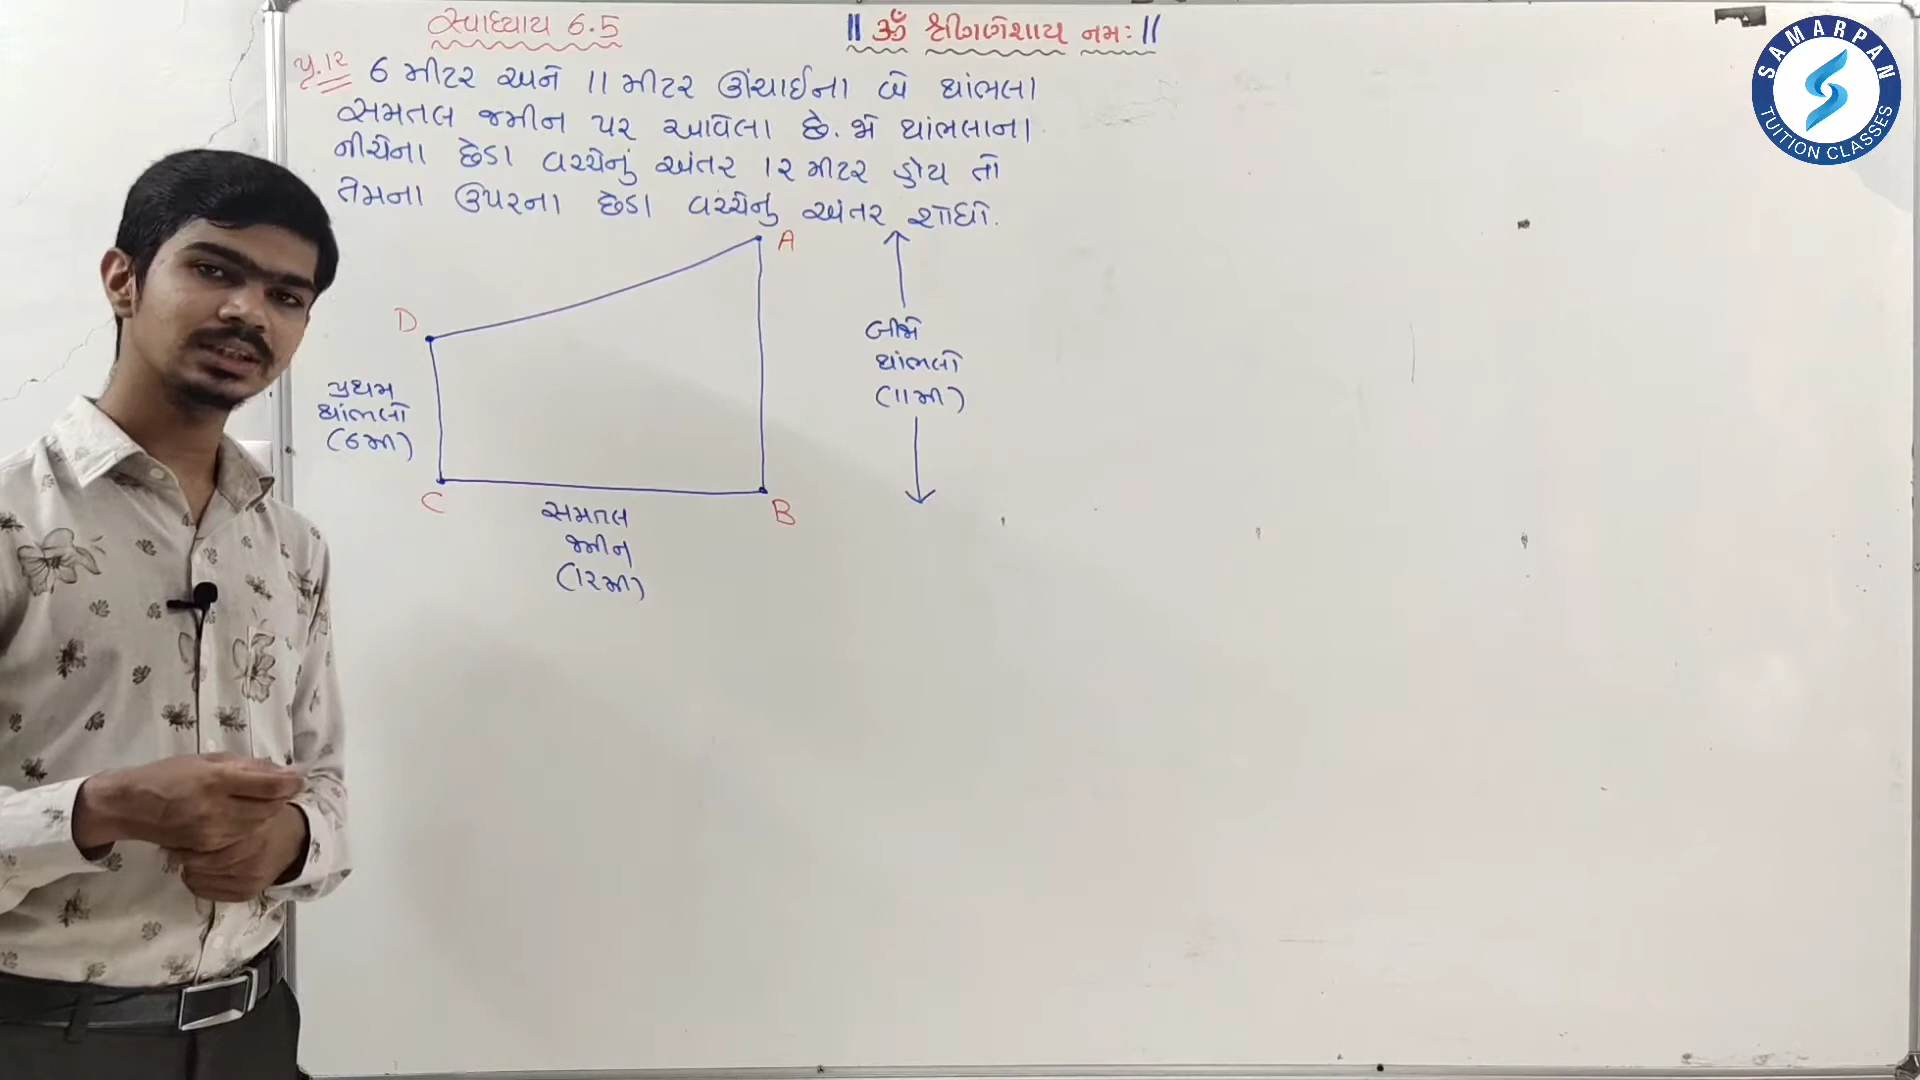 સ્વાધ્યાય 6.5
|| ૐ શ્રી ગણેશાય નમઃ ||
પ્ર.12 6 મીટર અને 11 મીટર ઊંચાઈના બે થાંભલા
સમતલ જમીન પર આવેલા છે. જો થાંભલાના
નીચેના છેડા વચ્ચેનું અંતર 12 મીટર હોય તો
તેમના ઉપરના છેડા વચ્ચેનું અંતર શોધો.
A
D
પ્રથમ
થાંભલો
(6મી)
બીજો
થાંભલો
(11મી)
C
B
સમતલ
જમીન
(12મી)
SAMARPAN
TUITION CLASSES